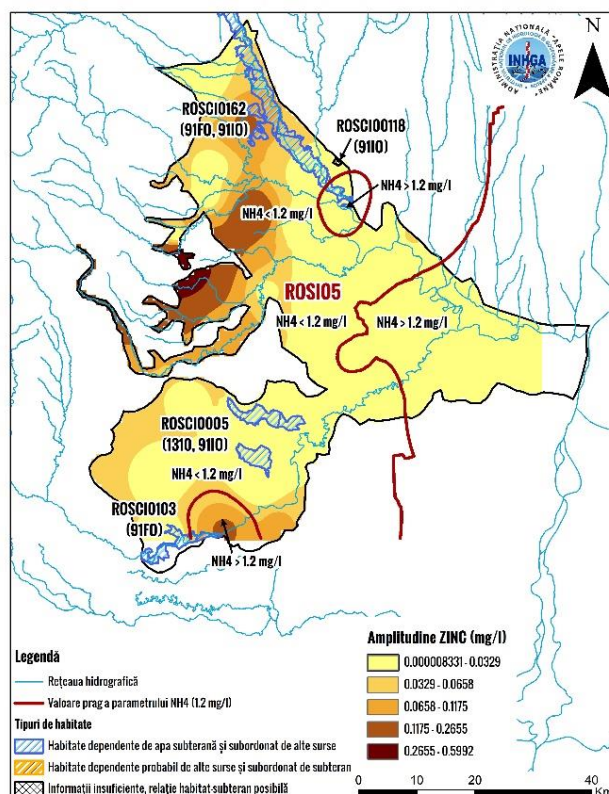 ADMINISTRAȚIA NAȚIONALĂ "APELE ROMÂNE"
INHGA
N
ROSCI0162
(91F0, 91I0)
ROSCI00118
(91I0)
NH4 > 1.2 mg/l
NH4 < 1.2 mg/l
ROSI05
NH4 < 1.2 mg/l
NH4 > 1.2 mg/l
ROSCI0005
(1310, 91I0)
NH4 < 1.2 mg/l
ROSCI0103
(91F0)
NH4 > 1.2 mg/l
Legendă
Rețeaua hidrografică
Valoare prag a parametrului NH4 (1.2 mg/l)
Tipuri de habitate
Habitate dependente de apa subterană și subordonat de alte surse
Habitate dependente probabil de alte surse și subordonat de subteran
Informații insuficiente, relație habitat-subteran posibilă
Amplitudine ZINC (mg/l)
0.000008331 - 0.0329
0.0329 - 0.0658
0.0658 - 0.1175
0.1175 - 0.2655
0.2655 - 0.5992
0 10 20 40
Km